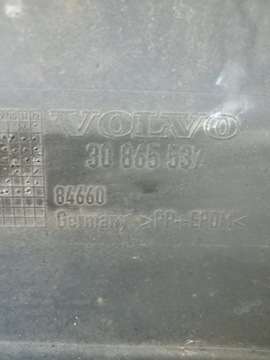 VOLVO
30 865 537
84660
Germany >PP+EPDM<